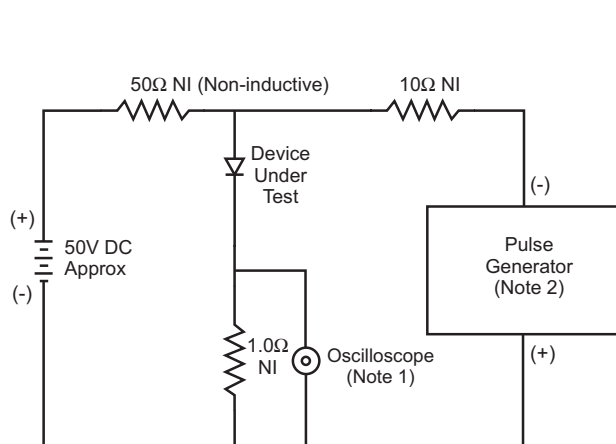 50Ω NI (Non-inductive)
10Ω NI
Device
Under
Test
(-)
(+)
50V DC
Approx
(-)
Pulse
Generator
(Note 2)
1.0Ω
NI
Oscilloscope
(Note 1)
(+)